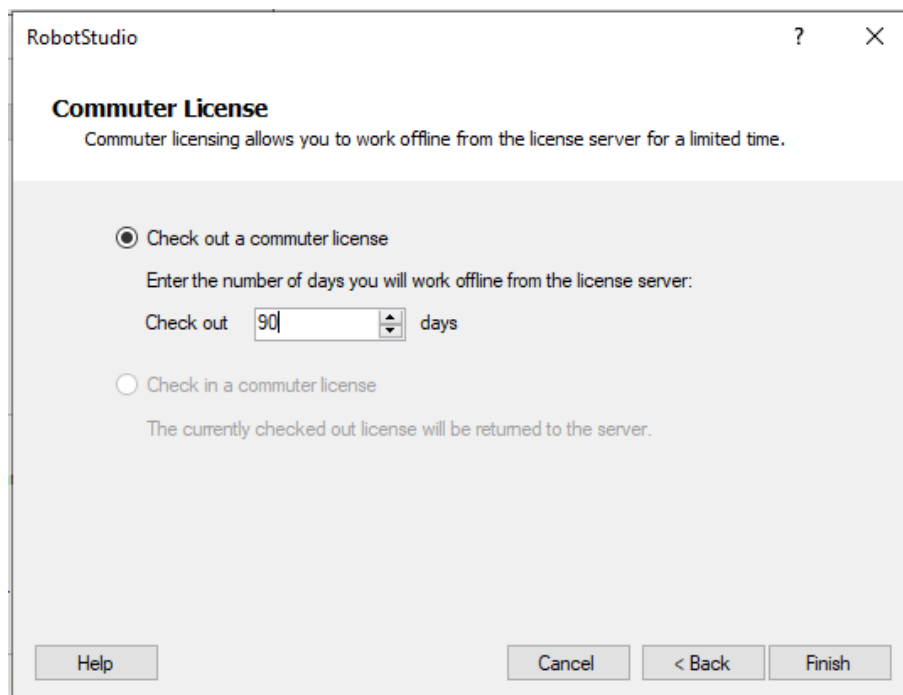 RobotStudio ?
Commuter License
Commuter licensing allows you to work offline from the license server for a limited time.
Check out a commuter license
Enter the number of days you will work offline from the license server:
Check out 90 days
Check in a commuter license
The currently checked out license will be returned to the server.
Help Cancel < Back Finish